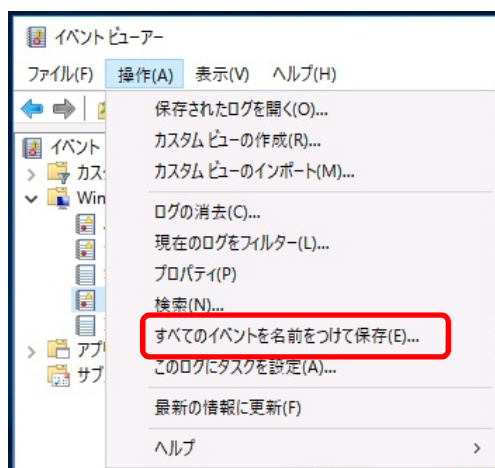 イベント ビューアー
ファイル(F) 操作(A) 表示(V) ヘルプ(H)
保存されたログを開く(O)...
カスタム ビューの作成(R)...
カスタム ビューのインポート(M)...
ログの消去(C)...
現在のログをフィルター(L)...
プロパティ(P)
検索(N)...
すべてのイベントを名前をつけて保存(E)...
このログにタスクを設定(A)...
最新の情報に更新(F)
ヘルプ
イベント
カス
Win
アプ
サブ